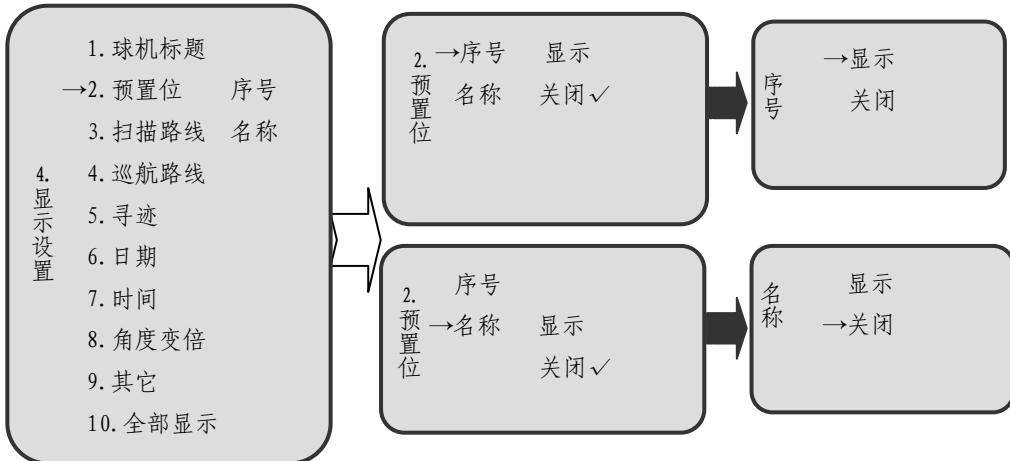 4.显示设置
1.球机标题
→2.预置位 序号
3.扫描路线 名称
4.巡航路线
5.寻迹
6.日期
7.时间
8.角度变倍
9.其它
10.全部显示
2.预置位
→序号 显示
名称 关闭√
序号
→显示
关闭
2.预置位
序号
→名称 显示
关闭√
名称
显示
→关闭